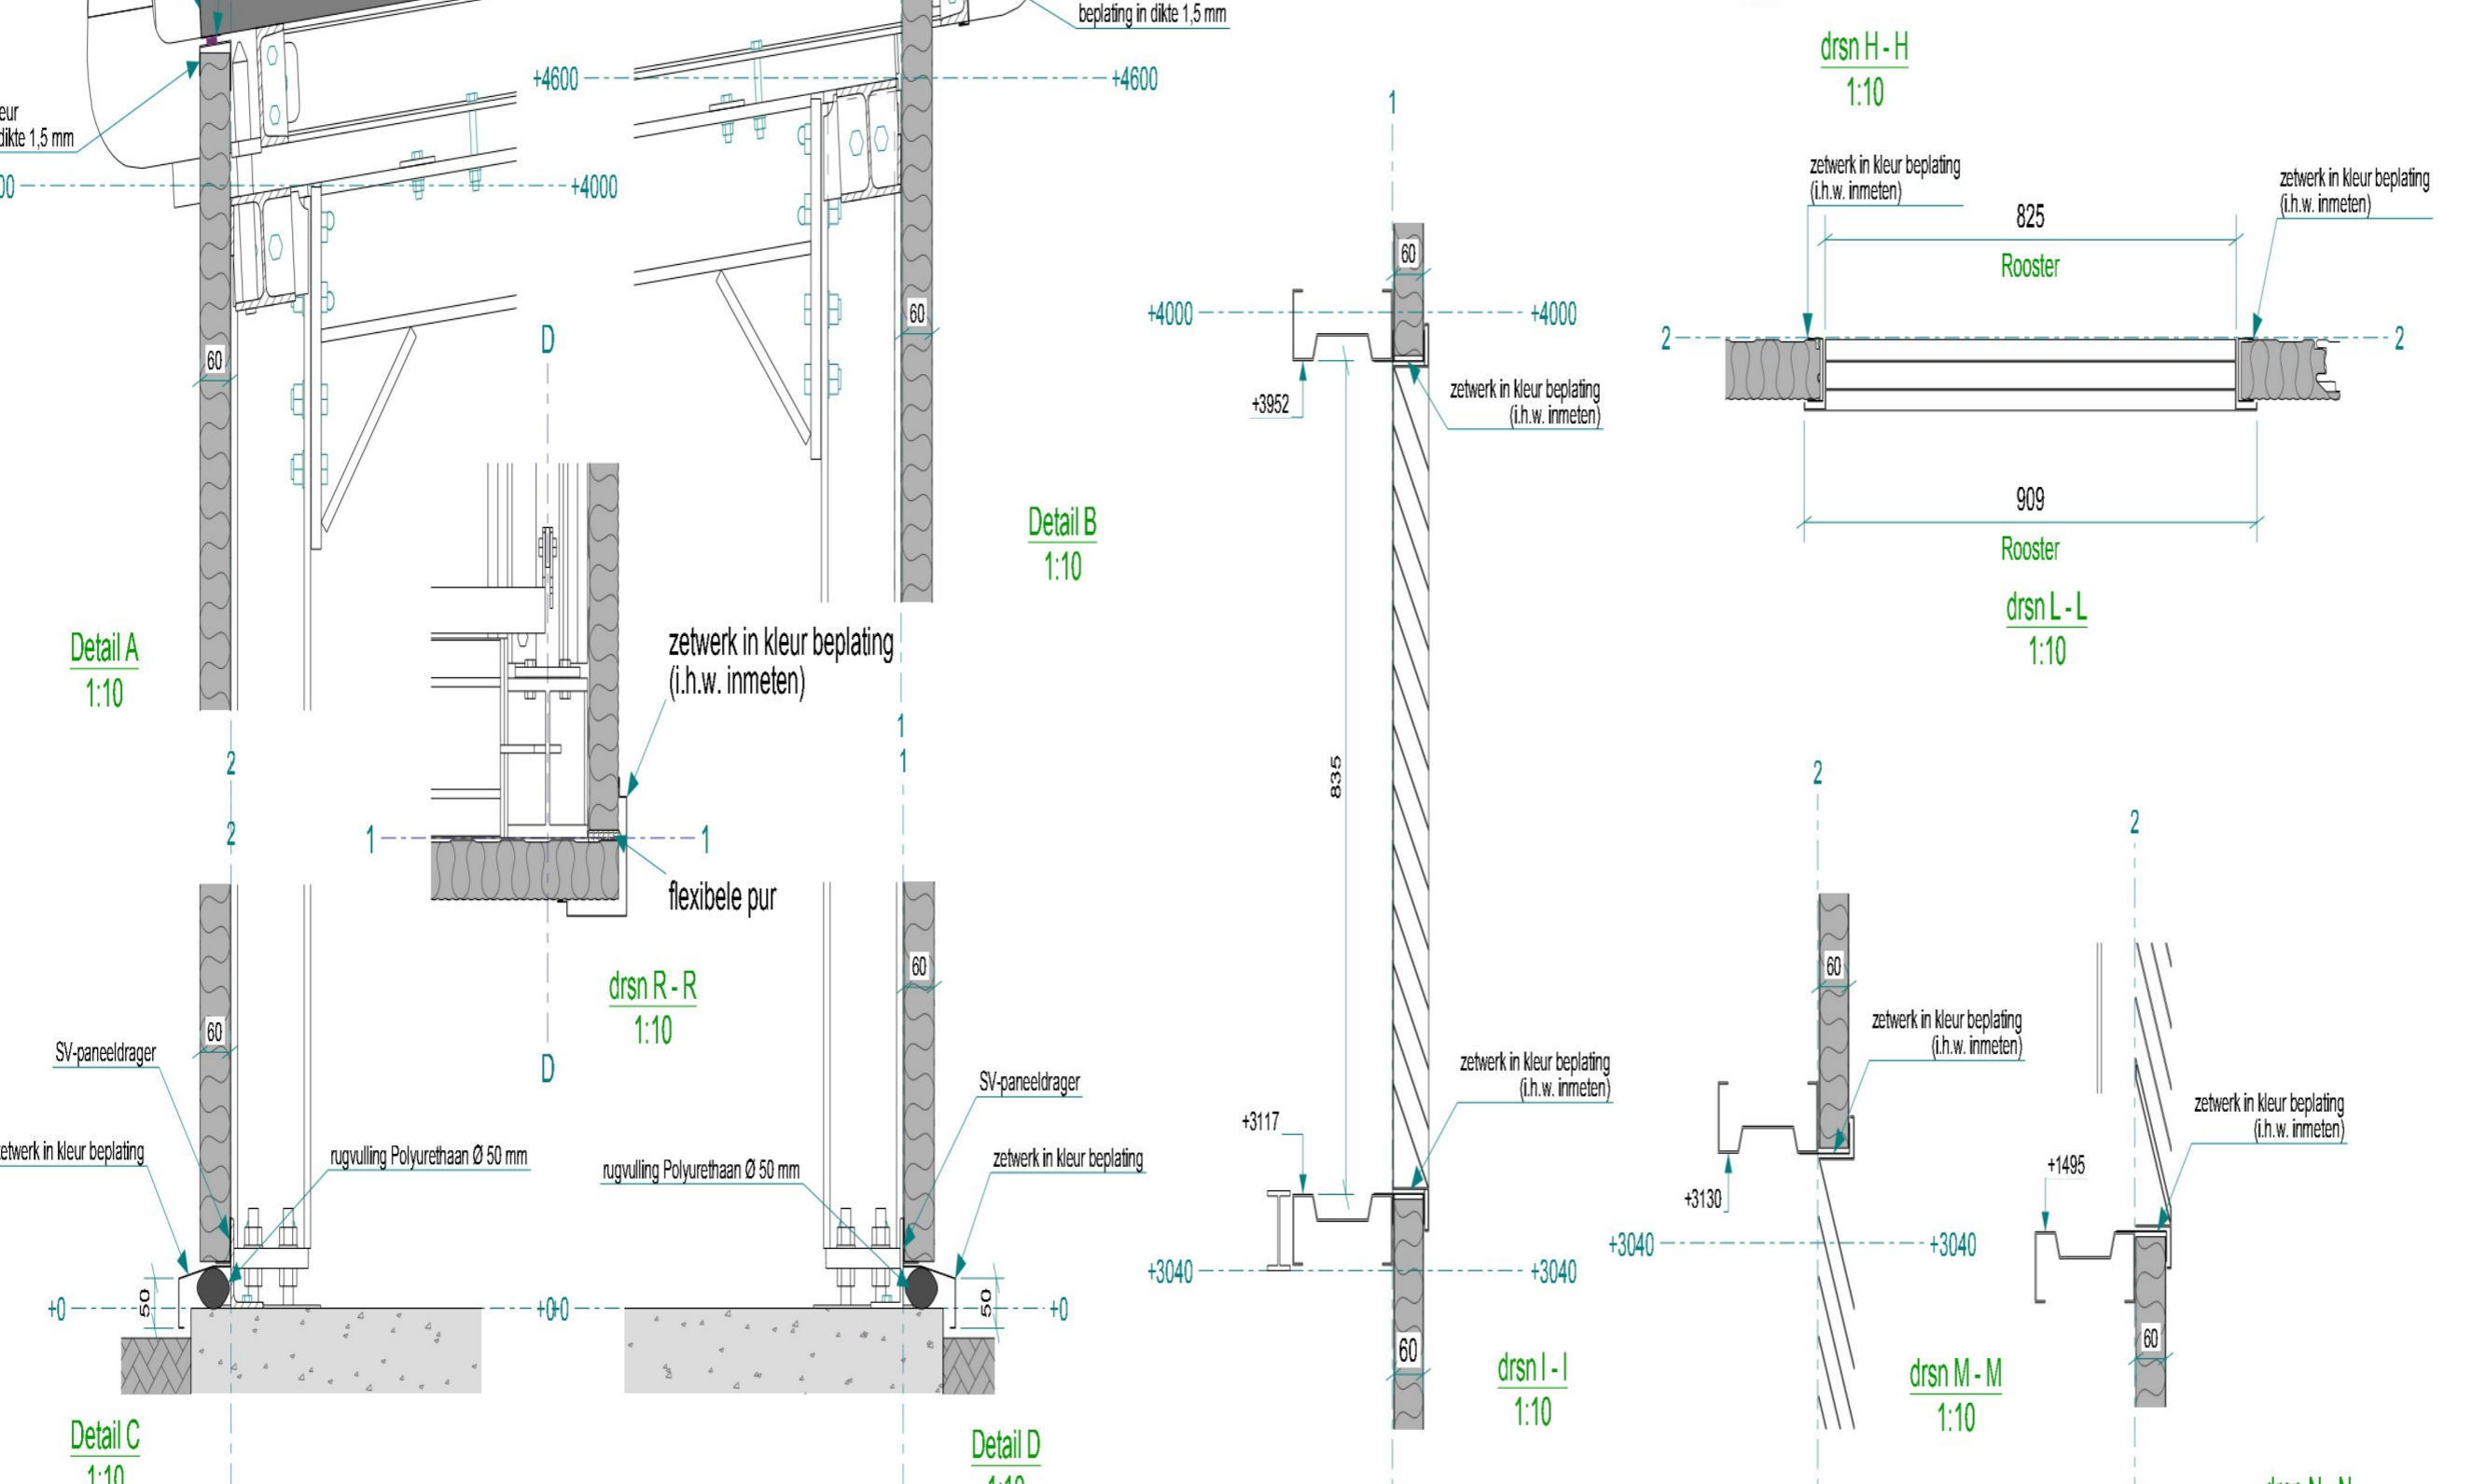 beplating in dikte 1,5 mm
+4600
+4600
dikte 1,5 mm
+4000
60
60
Detail A
1:10
2
2
D
zetwerk in kleur beplating
(i.h.w. inmeten)
1
1
flexibele pur
drsn R - R
1:10
D
Detail B
1:10
1
1
60
SV-paneeldrager
zetwerk in kleur beplating
rugvulling Polyurethaan Ø 50 mm
+0
50
+0
Detail C
1:10
60
SV-paneeldrager
rugvulling Polyurethaan Ø 50 mm
zetwerk in kleur beplating
+0
50
+0
Detail D
1:10
1
60
+4000
+4000
+3952
zetwerk in kleur beplating
(i.h.w. inmeten)
835
zetwerk in kleur beplating
(i.h.w. inmeten)
+3117
+3040
+3040
60
drsn I - I
1:10
drsn H - H
1:10
zetwerk in kleur beplating
(i.h.w. inmeten)
zetwerk in kleur beplating
(i.h.w. inmeten)
825
Rooster
2
2
909
Rooster
drsn L - L
1:10
2
60
zetwerk in kleur beplating
(i.h.w. inmeten)
+3130
+3040
+3040
drsn M - M
1:10
2
zetwerk in kleur beplating
(i.h.w. inmeten)
+1495
60